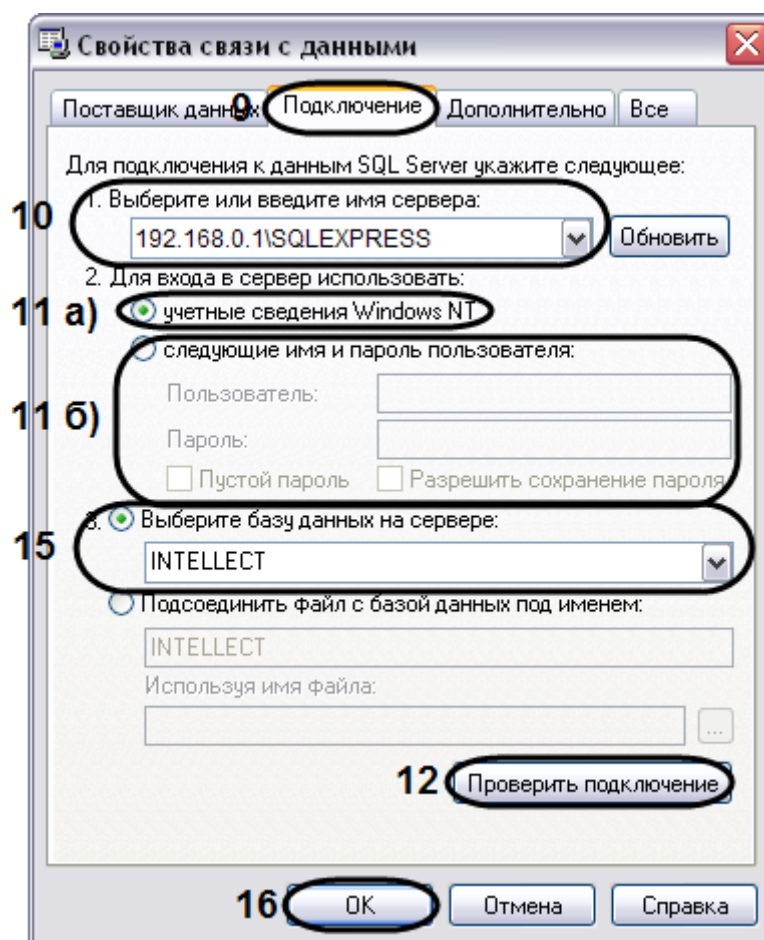 Свойства связи с данными
Поставщик данных 9 Подключение Дополнительно Все
Для подключения к данным SQL Server укажите следующее:
10 1. Выберите или введите имя сервера:
192.168.0.1\SQLEXPRESS Обновить
2. Для входа в сервер использовать:
11 а) учетные сведения Windows NT
следующие имя и пароль пользователя:
Пользователь:
11 б)
Пароль:
Пустой пароль Разрешить сохранение пароля
3. Выберите базу данных на сервере:
15
INTELLECT
Подсоединить файл с базой данных под именем:
INTELLECT
Используя имя файла:
...
12 Проверить подключение
16 OK Отмена Справка